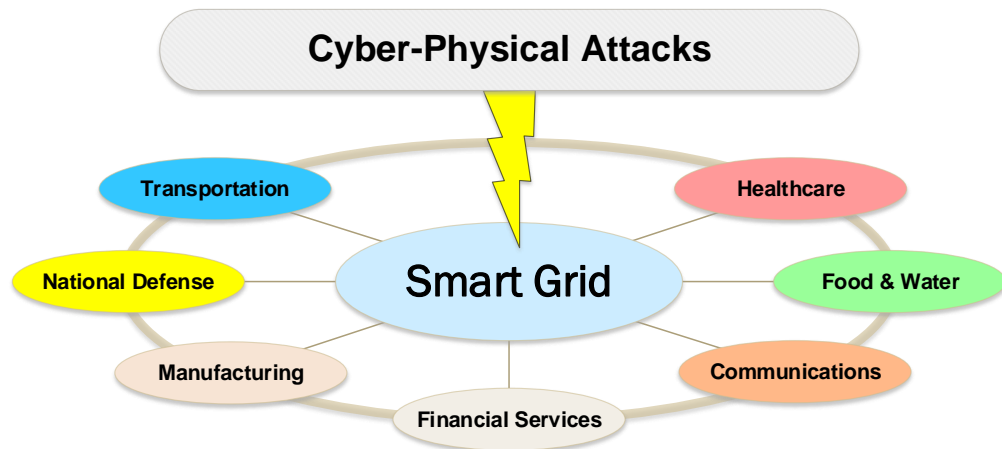 Cyber-Physical Attacks
Transportation
Healthcare
National Defense
Smart Grid
Food & Water
Manufacturing
Communications
Financial Services